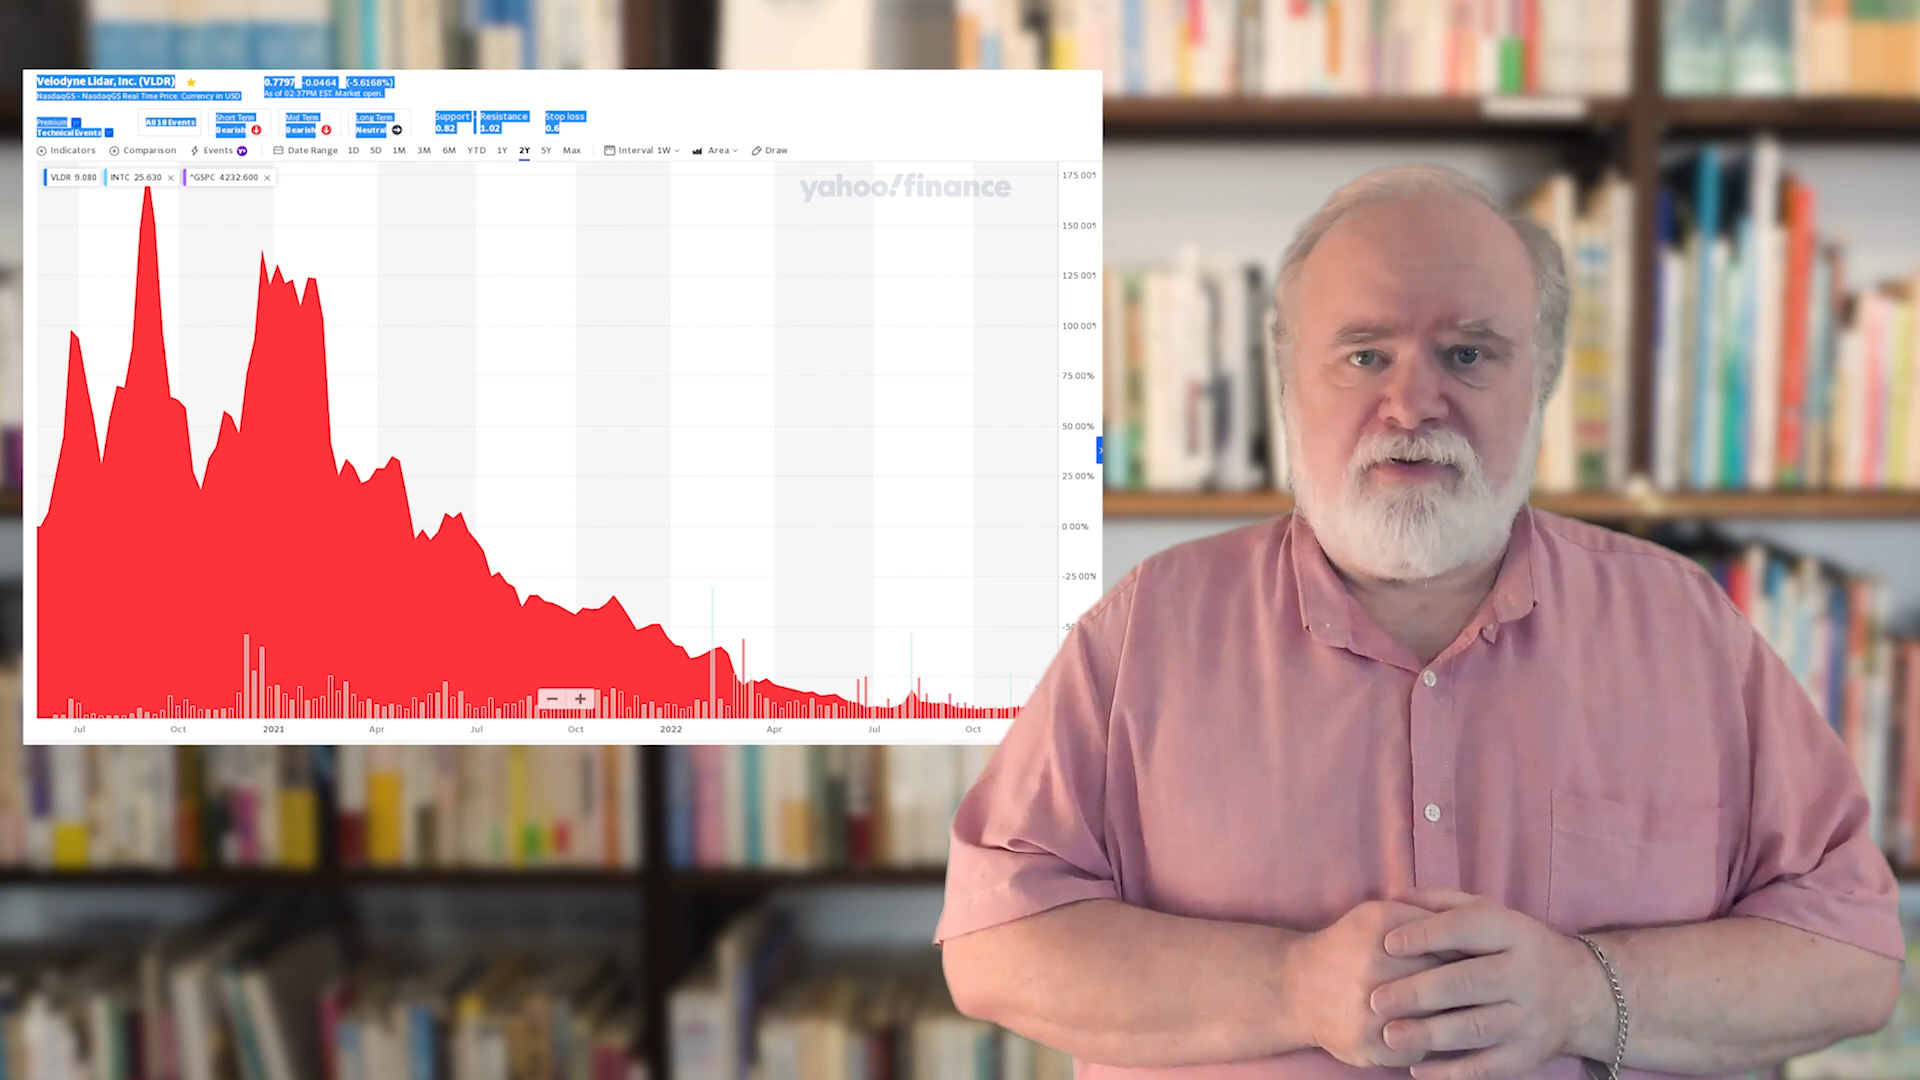 Velodyne Lidar, Inc. (VLDR)
NasdaqGS - NasdaqGS Real Time Price. Currency in USD
0.7797 -0.0464 (-5.6168%)
As of 02:37PM EST. Market open.
Premium
Technical Events
All 18 Events
Short Term
Bearish
Mid Term
Bearish
Long Term
Neutral
Support - Resistance
0.82 1.02
Stop loss
0.6
Indicators Comparison Events Date Range 1D 5D 1M 3M 6M YTD 1Y 2Y 5Y Max Interval 1W Area Draw
VLDR 9.080 INTC 25.630 × ^GSPC 4232.600 ×
yahoo!finance
175.00%
150.00%
125.00%
100.00%
75.00%
50.00%
25.00%
0.00%
-25.00%
− +
Jul Oct 2021 Apr Jul Oct 2022 Apr Jul Oct